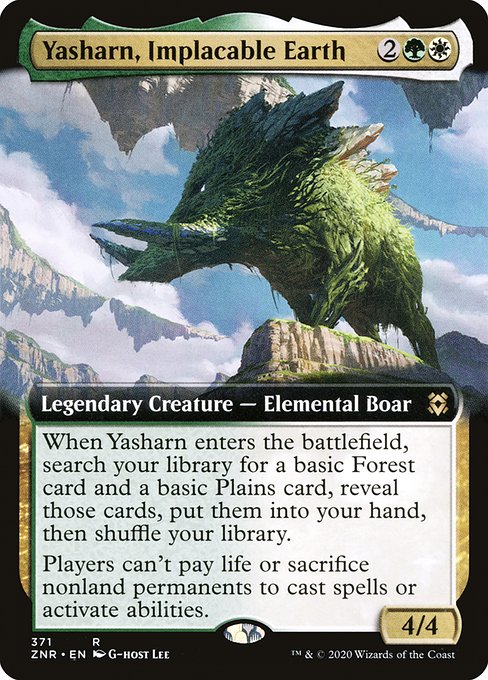 Yasharn, Implacable Earth 2
Legendary Creature — Elemental Boar
When Yasharn enters the battlefield,
search your library for a basic Forest
card and a basic Plains card, reveal
those cards, put them into your hand,
then shuffle your library.
Players can't pay life or sacrifice
nonland permanents to cast spells or
activate abilities.
4/4
371 R
ZNR • EN G-host Lee
™ & © 2020 Wizards of the Coast